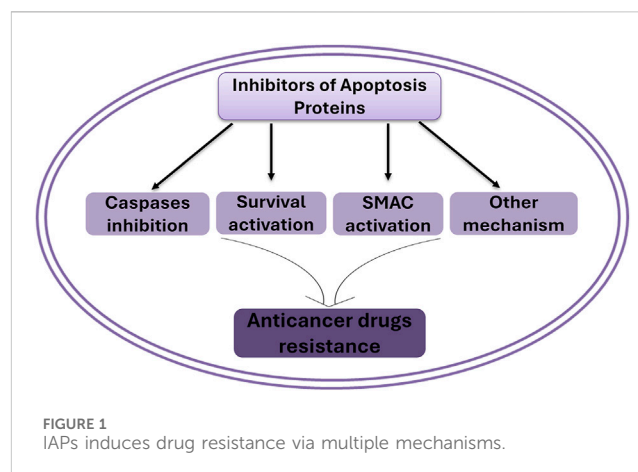 Inhibitors of Apoptosis
Proteins
Caspases
inhibition
Survival
activation
SMAC
activation
Other
mechanism
Anticancer drugs
resistance
FIGURE 1
IAPs induces drug resistance via multiple mechanisms.